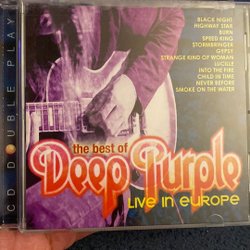 BLACK NIGHT
HIGHWAY STAR
BURN
SPEED KING
STORMBRINGER
GYPSY
STRANGE KIND OF WOMAN
LUCILLE
INTO THE FIRE
CHILD IN TIME
NEVER BEFORE
SMOKE ON THE WATER
the best of
Deep Purple
LIVE IN EUROPE
CD DOUBLE PLAY